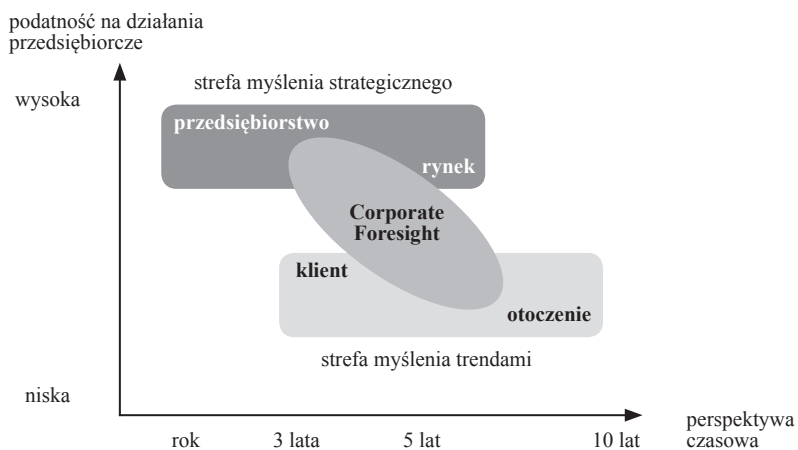 podatność na działania
przedsiębiorcze
strefa myślenia strategicznego
wysoka
przedsiębiorstwo
rynek
Corporate
Foresight
klient
otoczenie
strefa myślenia trendami
niska
perspektywa
czasowa
rok
3 lata
5 lat
10 lat